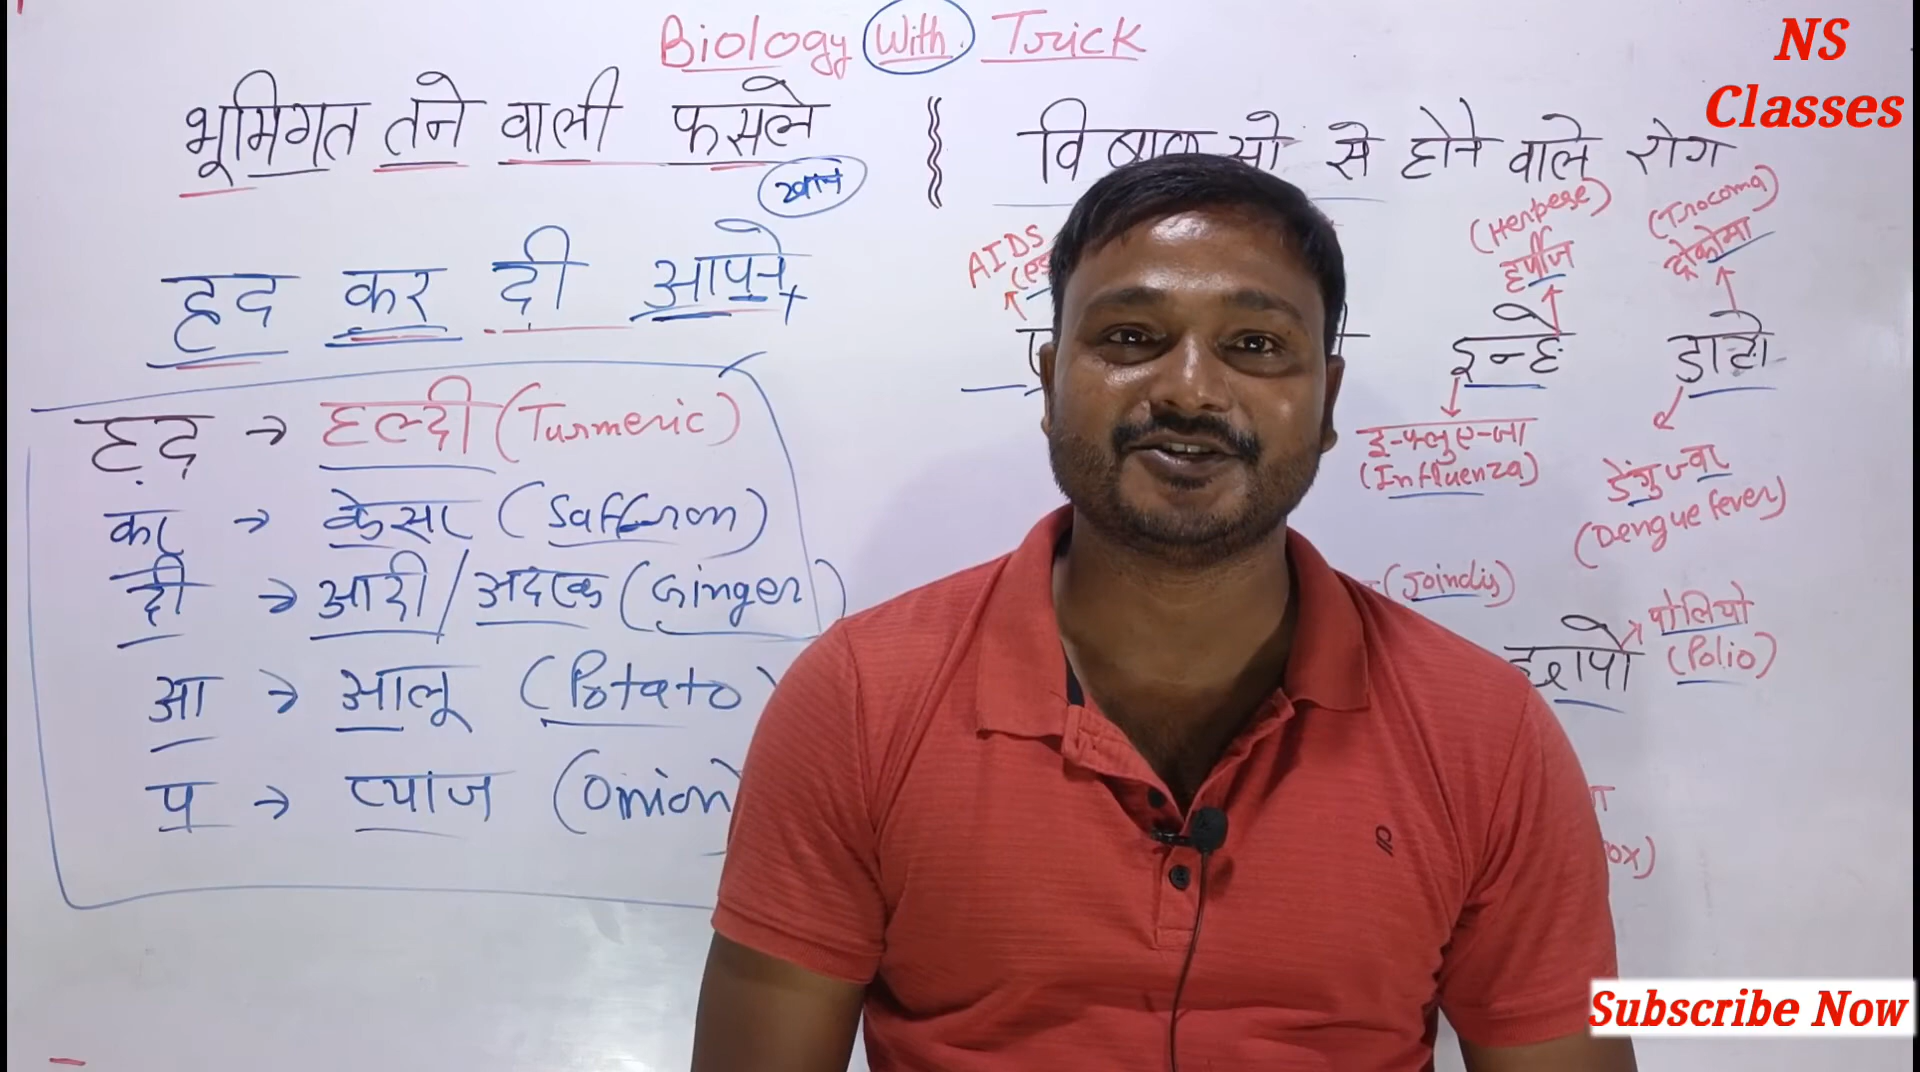 Biology With Trick
NS
Classes
भूमिगत तने वाली फसले
हद कर दी आपने
हद → हल्दी (Turmeric)
कर → केसर (Saffron)
दी → आदी / अदरक (Ginger)
आ → आलू (Potato)
प → प्याज (Onion)
से होने वाले रोग
AIDS
(Herpese)
हर्पीज
(Trocoma)
ट्रोकोमा
इन्हे
इन्फ्लुएन्जा
(Influenza)
डेंगु ज्वर
(Dengue fever)
(Joindis)
पोलियो
(Polio)
Subscribe Now